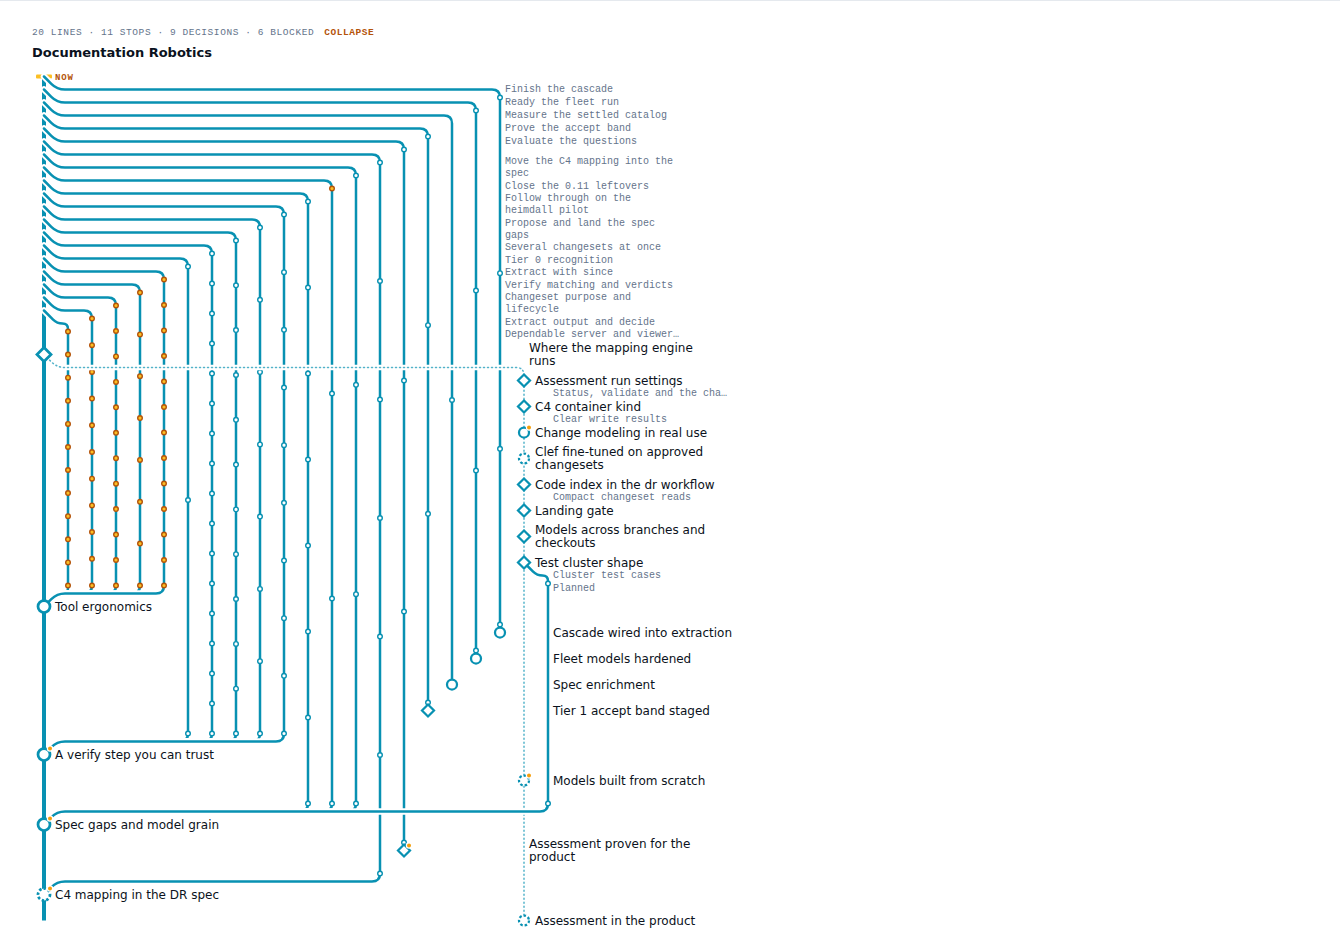 20 LINES · 11 STOPS · 9 DECISIONS · 6 BLOCKED COLLAPSE
Documentation Robotics
NOW
Finish the cascade
Ready the fleet run
Measure the settled catalog
Prove the accept band
Evaluate the questions
Move the C4 mapping into the
spec
Close the 0.11 leftovers
Follow through on the
heimdall pilot
Propose and land the spec
gaps
Several changesets at once
Tier 0 recognition
Extract with since
Verify matching and verdicts
Changeset purpose and
lifecycle
Extract output and decide
Dependable server and viewer…
Where the mapping engine
runs
Assessment run settings
Status, validate and the cha…
C4 container kind
Clear write results
Change modeling in real use
Clef fine-tuned on approved
changesets
Code index in the dr workflow
Compact changeset reads
Landing gate
Models across branches and
checkouts
Test cluster shape
Cluster test cases
Planned
Tool ergonomics
Cascade wired into extraction
Fleet models hardened
Spec enrichment
Tier 1 accept band staged
A verify step you can trust
Models built from scratch
Spec gaps and model grain
Assessment proven for the
product
C4 mapping in the DR spec
Assessment in the product